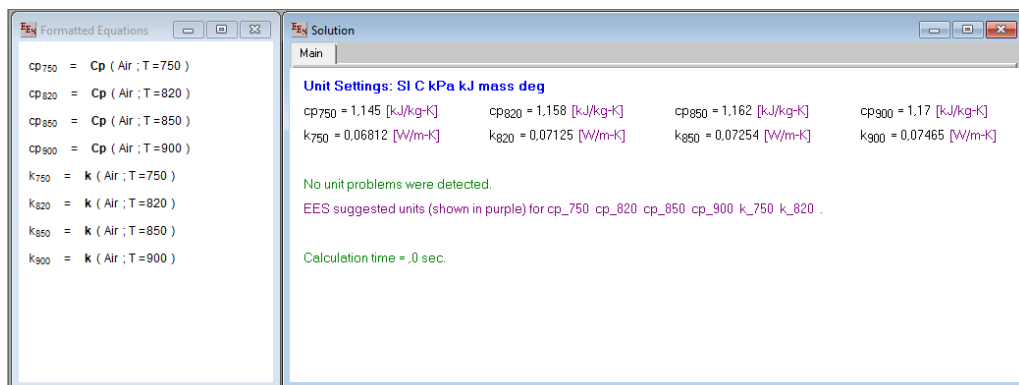 Formatted Equations
cp750 = Cp ( Air ; T =750 )
cp820 = Cp ( Air ; T =820 )
cp850 = Cp ( Air ; T =850 )
cp900 = Cp ( Air ; T =900 )
k750 = k ( Air ; T =750 )
k820 = k ( Air ; T =820 )
k850 = k ( Air ; T =850 )
k900 = k ( Air ; T =900 )
Solution
Main
Unit Settings: SI C kPa kJ mass deg
cp750 = 1,145 [kJ/kg-K] cp820 = 1,158 [kJ/kg-K] cp850 = 1,162 [kJ/kg-K] cp900 = 1,17 [kJ/kg-K]
k750 = 0,06812 [W/m-K] k820 = 0,07125 [W/m-K] k850 = 0,07254 [W/m-K] k900 = 0,07465 [W/m-K]
No unit problems were detected.
EES suggested units (shown in purple) for cp_750 cp_820 cp_850 cp_900 k_750 k_820 .
Calculation time = ,0 sec.